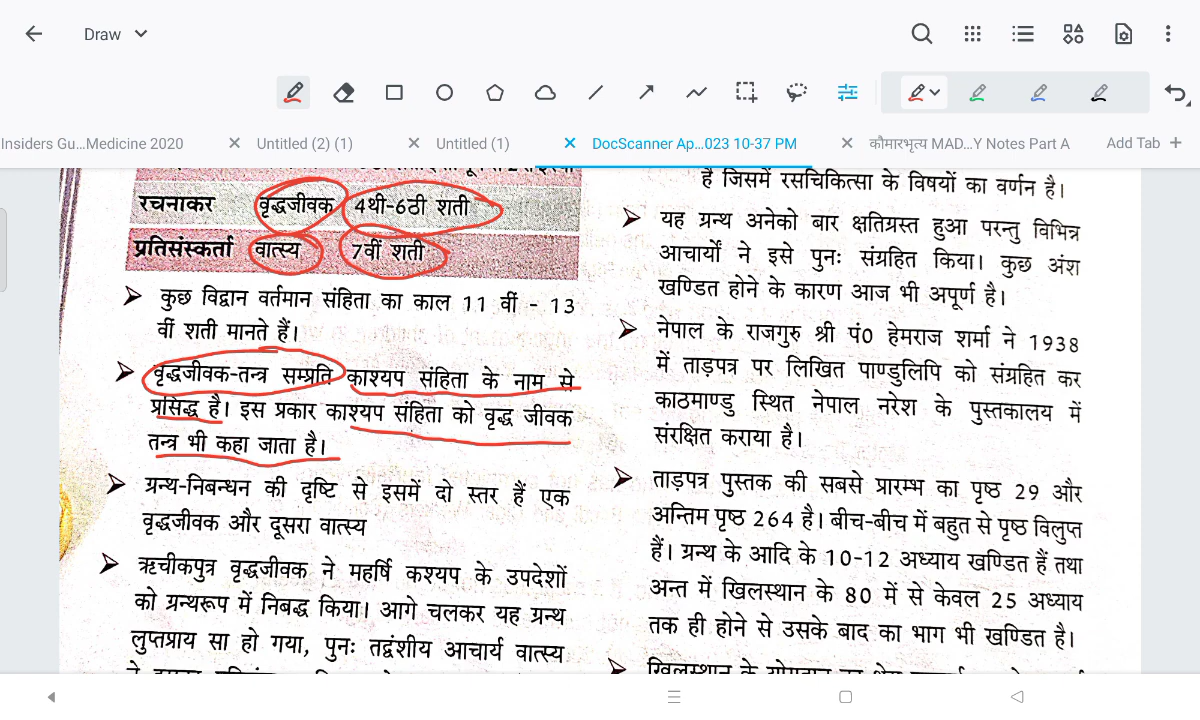 Draw
Insiders Gu...Medicine 2020
Untitled (2) (1)
Untitled (1)
DocScanner Ap...023 10-37 PM
कौमारभृत्य MAD...Y Notes Part A
Add Tab +
रचनाकर वृद्धजीवक 4थी-6ठी शती
प्रतिसंस्कर्ता वात्स्य 7वीं शती
कुछ विद्वान वर्तमान संहिता का काल 11 वीं - 13
वीं शती मानते हैं।
वृद्धजीवक-तन्त्र सम्प्रति काश्यप संहिता के नाम से
प्रसिद्ध है। इस प्रकार काश्यप संहिता को वृद्ध जीवक
तन्त्र भी कहा जाता है।
ग्रन्थ-निबन्धन की दृष्टि से इसमें दो स्तर हैं एक
वृद्धजीवक और दूसरा वात्स्य
ऋचीकपुत्र वृद्धजीवक ने महर्षि कश्यप के उपदेशों
को ग्रन्थरूप में निबद्ध किया। आगे चलकर यह ग्रन्थ
लुप्तप्राय सा हो गया, पुनः तद्वंशीय आचार्य वात्स्य
है जिसमें रसचिकित्सा के विषयों का वर्णन है।
यह ग्रन्थ अनेको बार क्षतिग्रस्त हुआ परन्तु विभिन्न
आचार्यों ने इसे पुनः संग्रहित किया। कुछ अंश
खण्डित होने के कारण आज भी अपूर्ण है।
नेपाल के राजगुरु श्री पं0 हेमराज शर्मा ने 1938
में ताड़पत्र पर लिखित पाण्डुलिपि को संग्रहित कर
काठमाण्डु स्थित नेपाल नरेश के पुस्तकालय में
संरक्षित कराया है।
ताड़पत्र पुस्तक की सबसे प्रारम्भ का पृष्ठ 29 और
अन्तिम पृष्ठ 264 है। बीच-बीच में बहुत से पृष्ठ विलुप्त
हैं। ग्रन्थ के आदि के 10-12 अध्याय खण्डित हैं तथा
अन्त में खिलस्थान के 80 में से केवल 25 अध्याय
तक ही होने से उसके बाद का भाग भी खण्डित है।